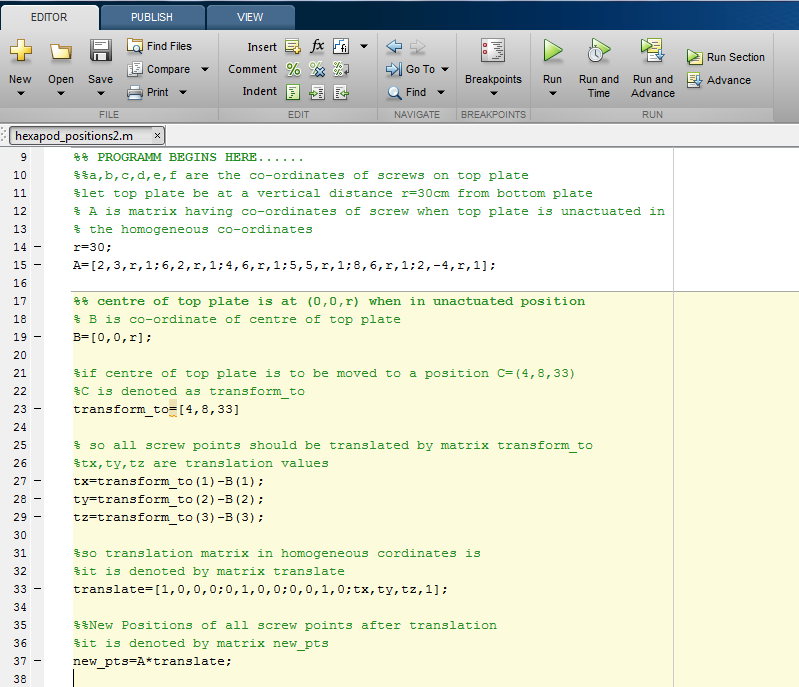 EDITOR PUBLISH VIEW
New Open Save Find Files Compare Print
Insert fx fi Comment Indent
Go To Find
Breakpoints
Run Run and Time Run and Advance Run Section Advance
FILE EDIT NAVIGATE BREAKPOINTS RUN
hexapod_positions2.m ×
9 %% PROGRAMM BEGINS HERE......
10 %%a,b,c,d,e,f are the co-ordinates of screws on top plate
11 %let top plate be at a vertical distance r=30cm from bottom plate
12 % A is matrix having co-ordinates of screw when top plate is unactuated in
13 % the homogeneous co-ordinates
14 – r=30;
15 – A=[2,3,r,1;6,2,r,1;4,6,r,1;5,5,r,1;8,6,r,1;2,-4,r,1];
16
17 %% centre of top plate is at (0,0,r) when in unactuated position
18 % B is co-ordinate of centre of top plate
19 – B=[0,0,r];
20
21 %if centre of top plate is to be moved to a position C=(4,8,33)
22 %C is denoted as transform_to
23 – transform_to=[4,8,33]
24
25 % so all screw points should be translated by matrix transform_to
26 %tx,ty,tz are translation values
27 – tx=transform_to(1)-B(1);
28 – ty=transform_to(2)-B(2);
29 – tz=transform_to(3)-B(3);
30
31 %so translation matrix in homogeneous cordinates is
32 %it is denoted by matrix translate
33 – translate=[1,0,0,0;0,1,0,0;0,0,1,0;tx,ty,tz,1];
34
35 %%New Positions of all screw points after translation
36 %it is denoted by matrix new_pts
37 – new_pts=A*translate;
38